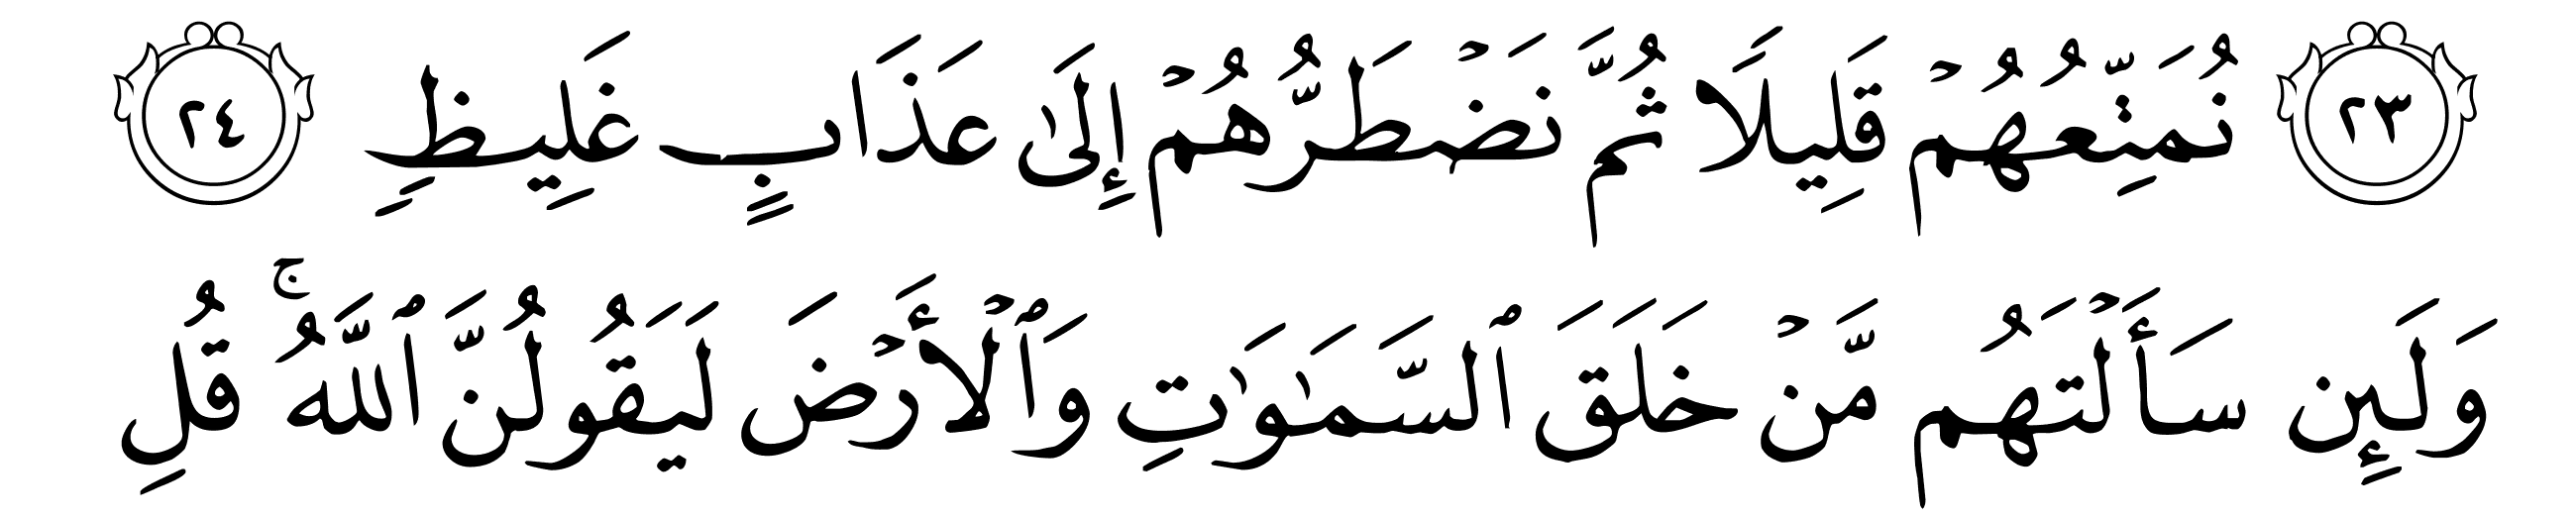 ٢٣ نُمَتِّعُهُمۡ قَلِيلًا ثُمَّ نَضۡطَرُّهُمۡ إِلَىٰ عَذَابٍ غَلِيظٍ ٢٤
وَلَئِن سَأَلۡتَهُم مَّنۡ خَلَقَ ٱلسَّمَٰوَٰتِ وَٱلۡأَرۡضَ لَيَقُولُنَّ ٱللَّهُۚ قُلِ